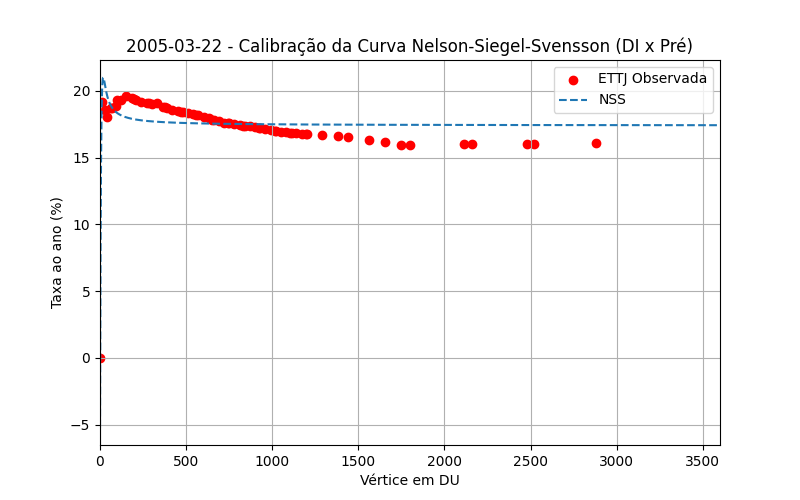 2005-03-22 - Calibração da Curva Nelson-Siegel-Svensson (DI x Pré)
ETTJ Observada
NSS
Taxa ao ano (%)
20
15
10
5
0
−5
0 500 1000 1500 2000 2500 3000 3500
Vértice em DU